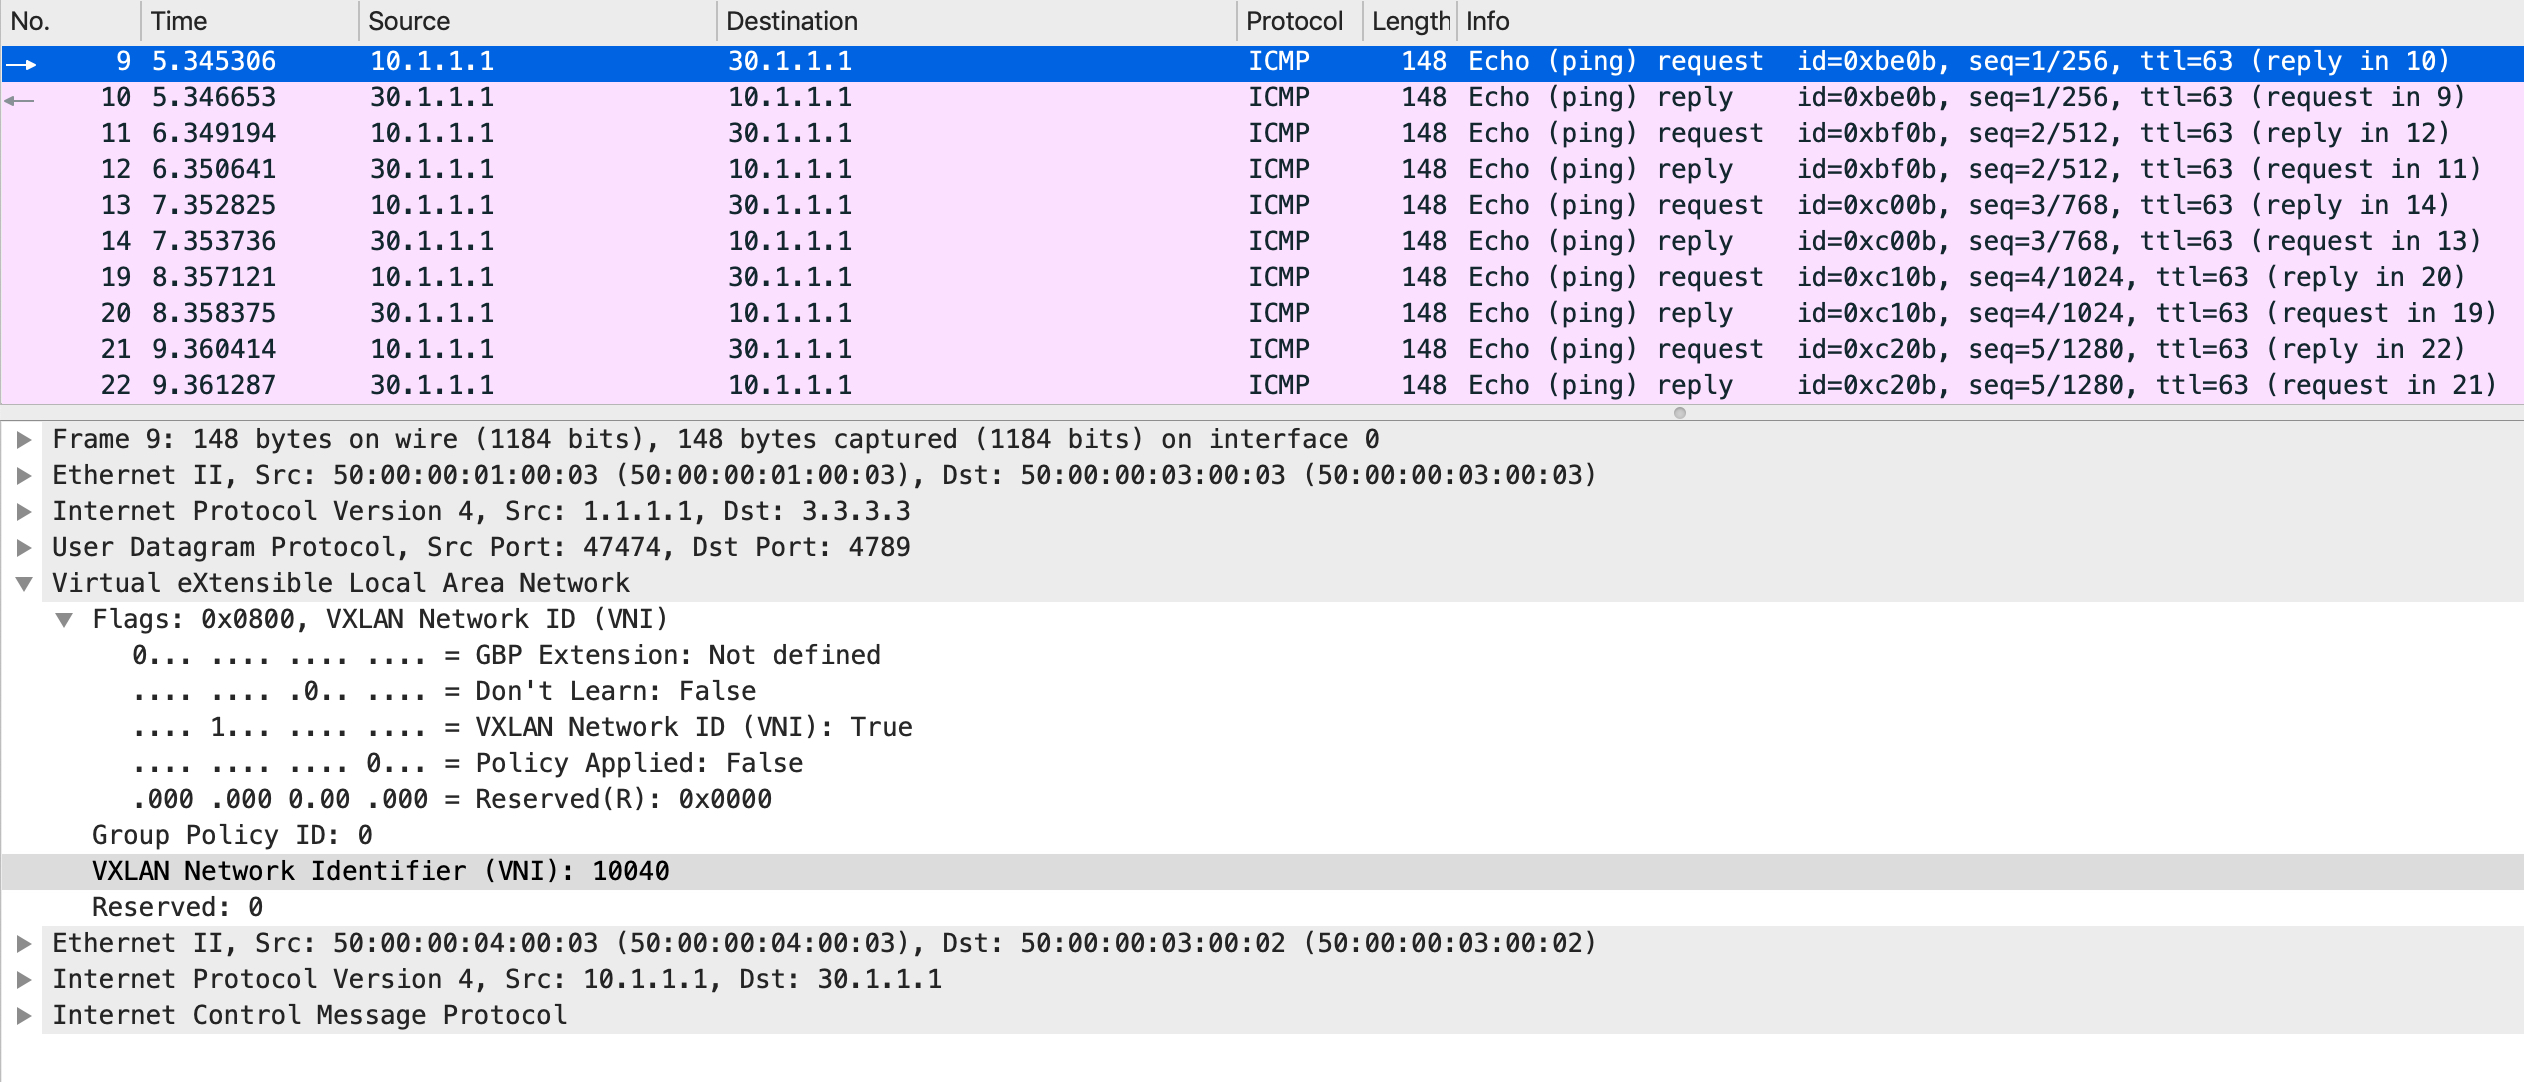 No. Time Source Destination Protocol Length Info
9 5.345306 10.1.1.1 30.1.1.1 ICMP 148 Echo (ping) request id=0xbe0b, seq=1/256, ttl=63 (reply in 10)
10 5.346653 30.1.1.1 10.1.1.1 ICMP 148 Echo (ping) reply id=0xbe0b, seq=1/256, ttl=63 (request in 9)
11 6.349194 10.1.1.1 30.1.1.1 ICMP 148 Echo (ping) request id=0xbf0b, seq=2/512, ttl=63 (reply in 12)
12 6.350641 30.1.1.1 10.1.1.1 ICMP 148 Echo (ping) reply id=0xbf0b, seq=2/512, ttl=63 (request in 11)
13 7.352825 10.1.1.1 30.1.1.1 ICMP 148 Echo (ping) request id=0xc00b, seq=3/768, ttl=63 (reply in 14)
14 7.353736 30.1.1.1 10.1.1.1 ICMP 148 Echo (ping) reply id=0xc00b, seq=3/768, ttl=63 (request in 13)
19 8.357121 10.1.1.1 30.1.1.1 ICMP 148 Echo (ping) request id=0xc10b, seq=4/1024, ttl=63 (reply in 20)
20 8.358375 30.1.1.1 10.1.1.1 ICMP 148 Echo (ping) reply id=0xc10b, seq=4/1024, ttl=63 (request in 19)
21 9.360414 10.1.1.1 30.1.1.1 ICMP 148 Echo (ping) request id=0xc20b, seq=5/1280, ttl=63 (reply in 22)
22 9.361287 30.1.1.1 10.1.1.1 ICMP 148 Echo (ping) reply id=0xc20b, seq=5/1280, ttl=63 (request in 21)
Frame 9: 148 bytes on wire (1184 bits), 148 bytes captured (1184 bits) on interface 0
Ethernet II, Src: 50:00:00:01:00:03 (50:00:00:01:00:03), Dst: 50:00:00:03:00:03 (50:00:00:03:00:03)
Internet Protocol Version 4, Src: 1.1.1.1, Dst: 3.3.3.3
User Datagram Protocol, Src Port: 47474, Dst Port: 4789
Virtual eXtensible Local Area Network
Flags: 0x0800, VXLAN Network ID (VNI)
0... .... .... .... = GBP Extension: Not defined
.... .... .0.. .... = Don't Learn: False
.... 1... .... .... = VXLAN Network ID (VNI): True
.... .... .... 0... = Policy Applied: False
.000 .000 0.00 .000 = Reserved(R): 0x0000
Group Policy ID: 0
VXLAN Network Identifier (VNI): 10040
Reserved: 0
Ethernet II, Src: 50:00:00:04:00:03 (50:00:00:04:00:03), Dst: 50:00:00:03:00:02 (50:00:00:03:00:02)
Internet Protocol Version 4, Src: 10.1.1.1, Dst: 30.1.1.1
Internet Control Message Protocol